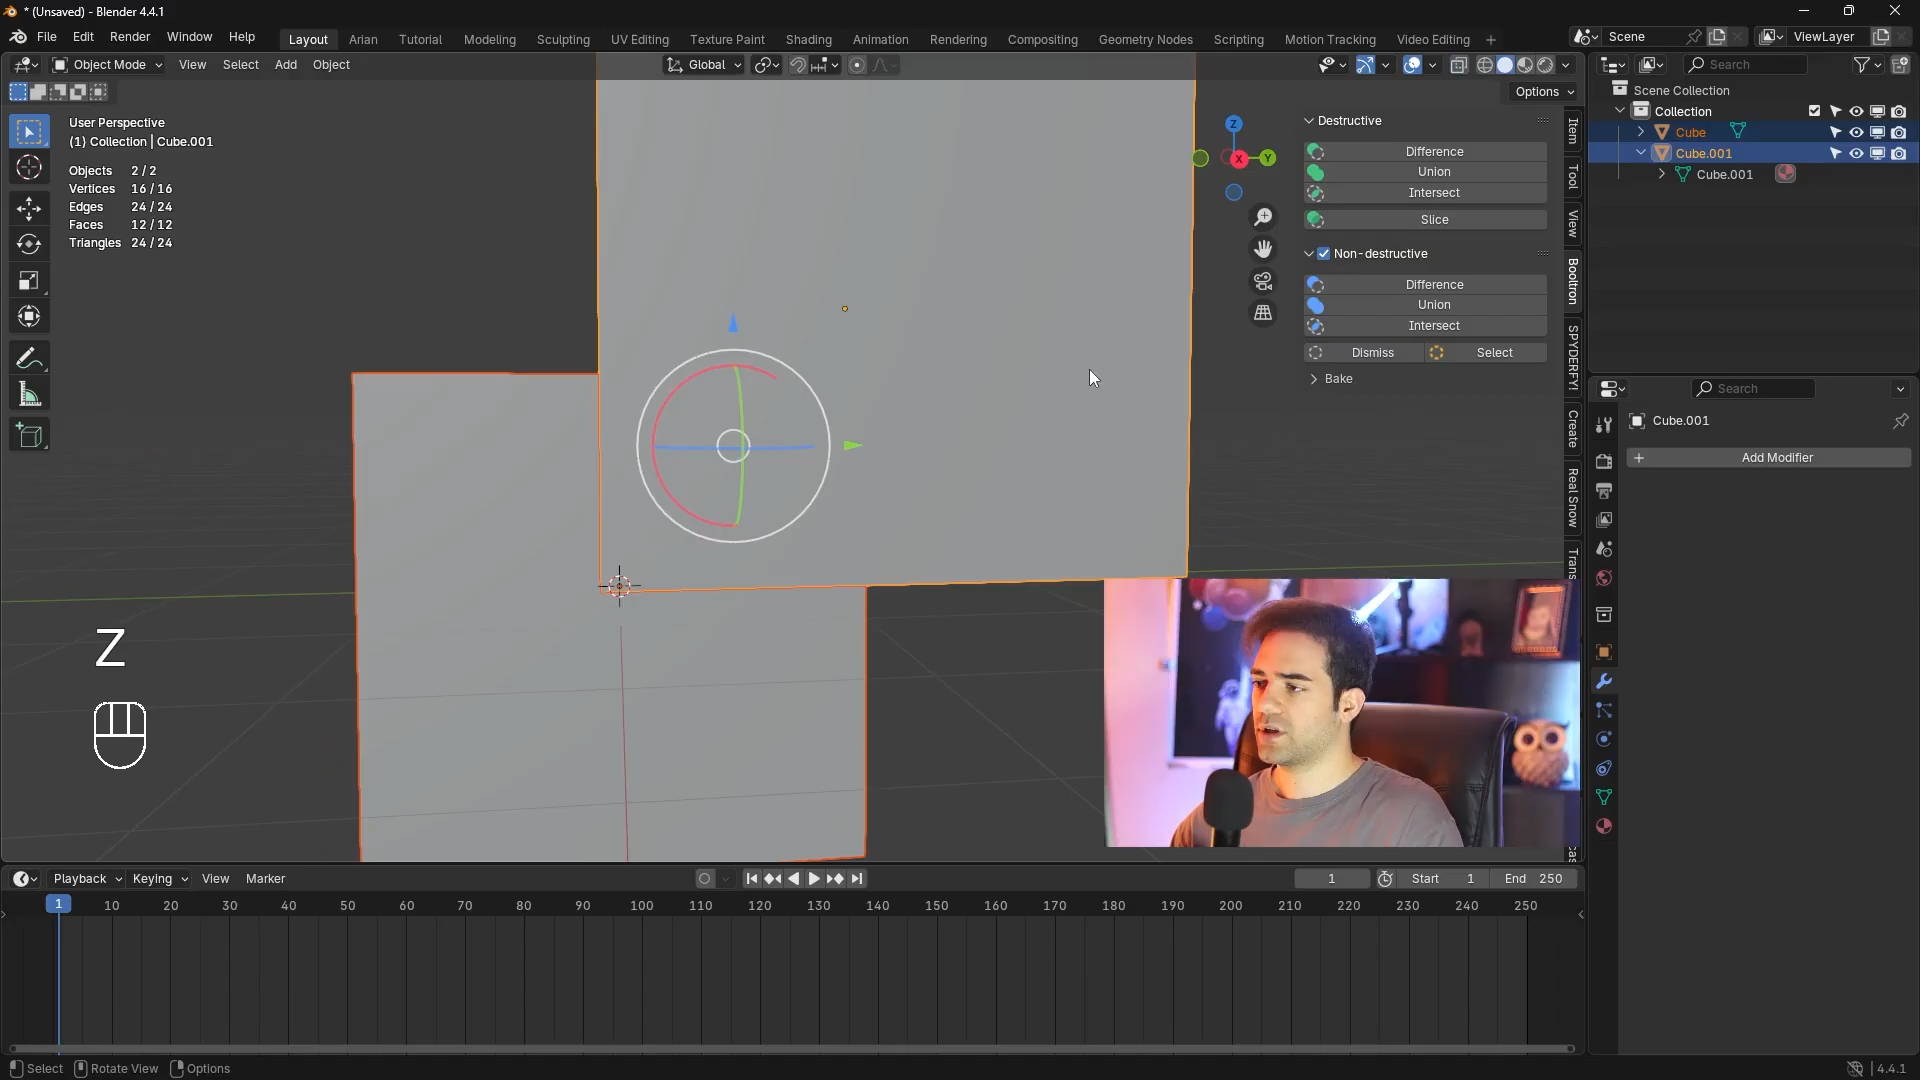 * (Unsaved) - Blender 4.4.1
File Edit Render Window Help Layout Arian Tutorial Modeling Sculpting UV Editing Texture Paint Shading Animation Rendering Compositing Geometry Nodes Scripting Motion Tracking Video Editing + Scene ViewLayer
Object Mode View Select Add Object Global Search
Options
User Perspective
(1) Collection | Cube.001
Objects 2 / 2
Vertices 16 / 16
Edges 24 / 24
Faces 12 / 12
Triangles 24 / 24
Z
X
Y
Destructive
Difference
Union
Intersect
Slice
Non-destructive
Difference
Union
Intersect
Dismiss Select
Bake
Item
Tool
View
Booltron
SPYDERFY!
Create
Real Snow
Trans
Scene Collection
Collection
Cube
Cube.001
Cube.001
Search
Cube.001
Add Modifier
Z
Playback Keying View Marker 1 Start 1 End 250
1 10 20 30 40 50 60 70 80 90 100 110 120 130 140 150 160 170 180 190 200 210 220 230 240 250
Select Rotate View Options 4.4.1